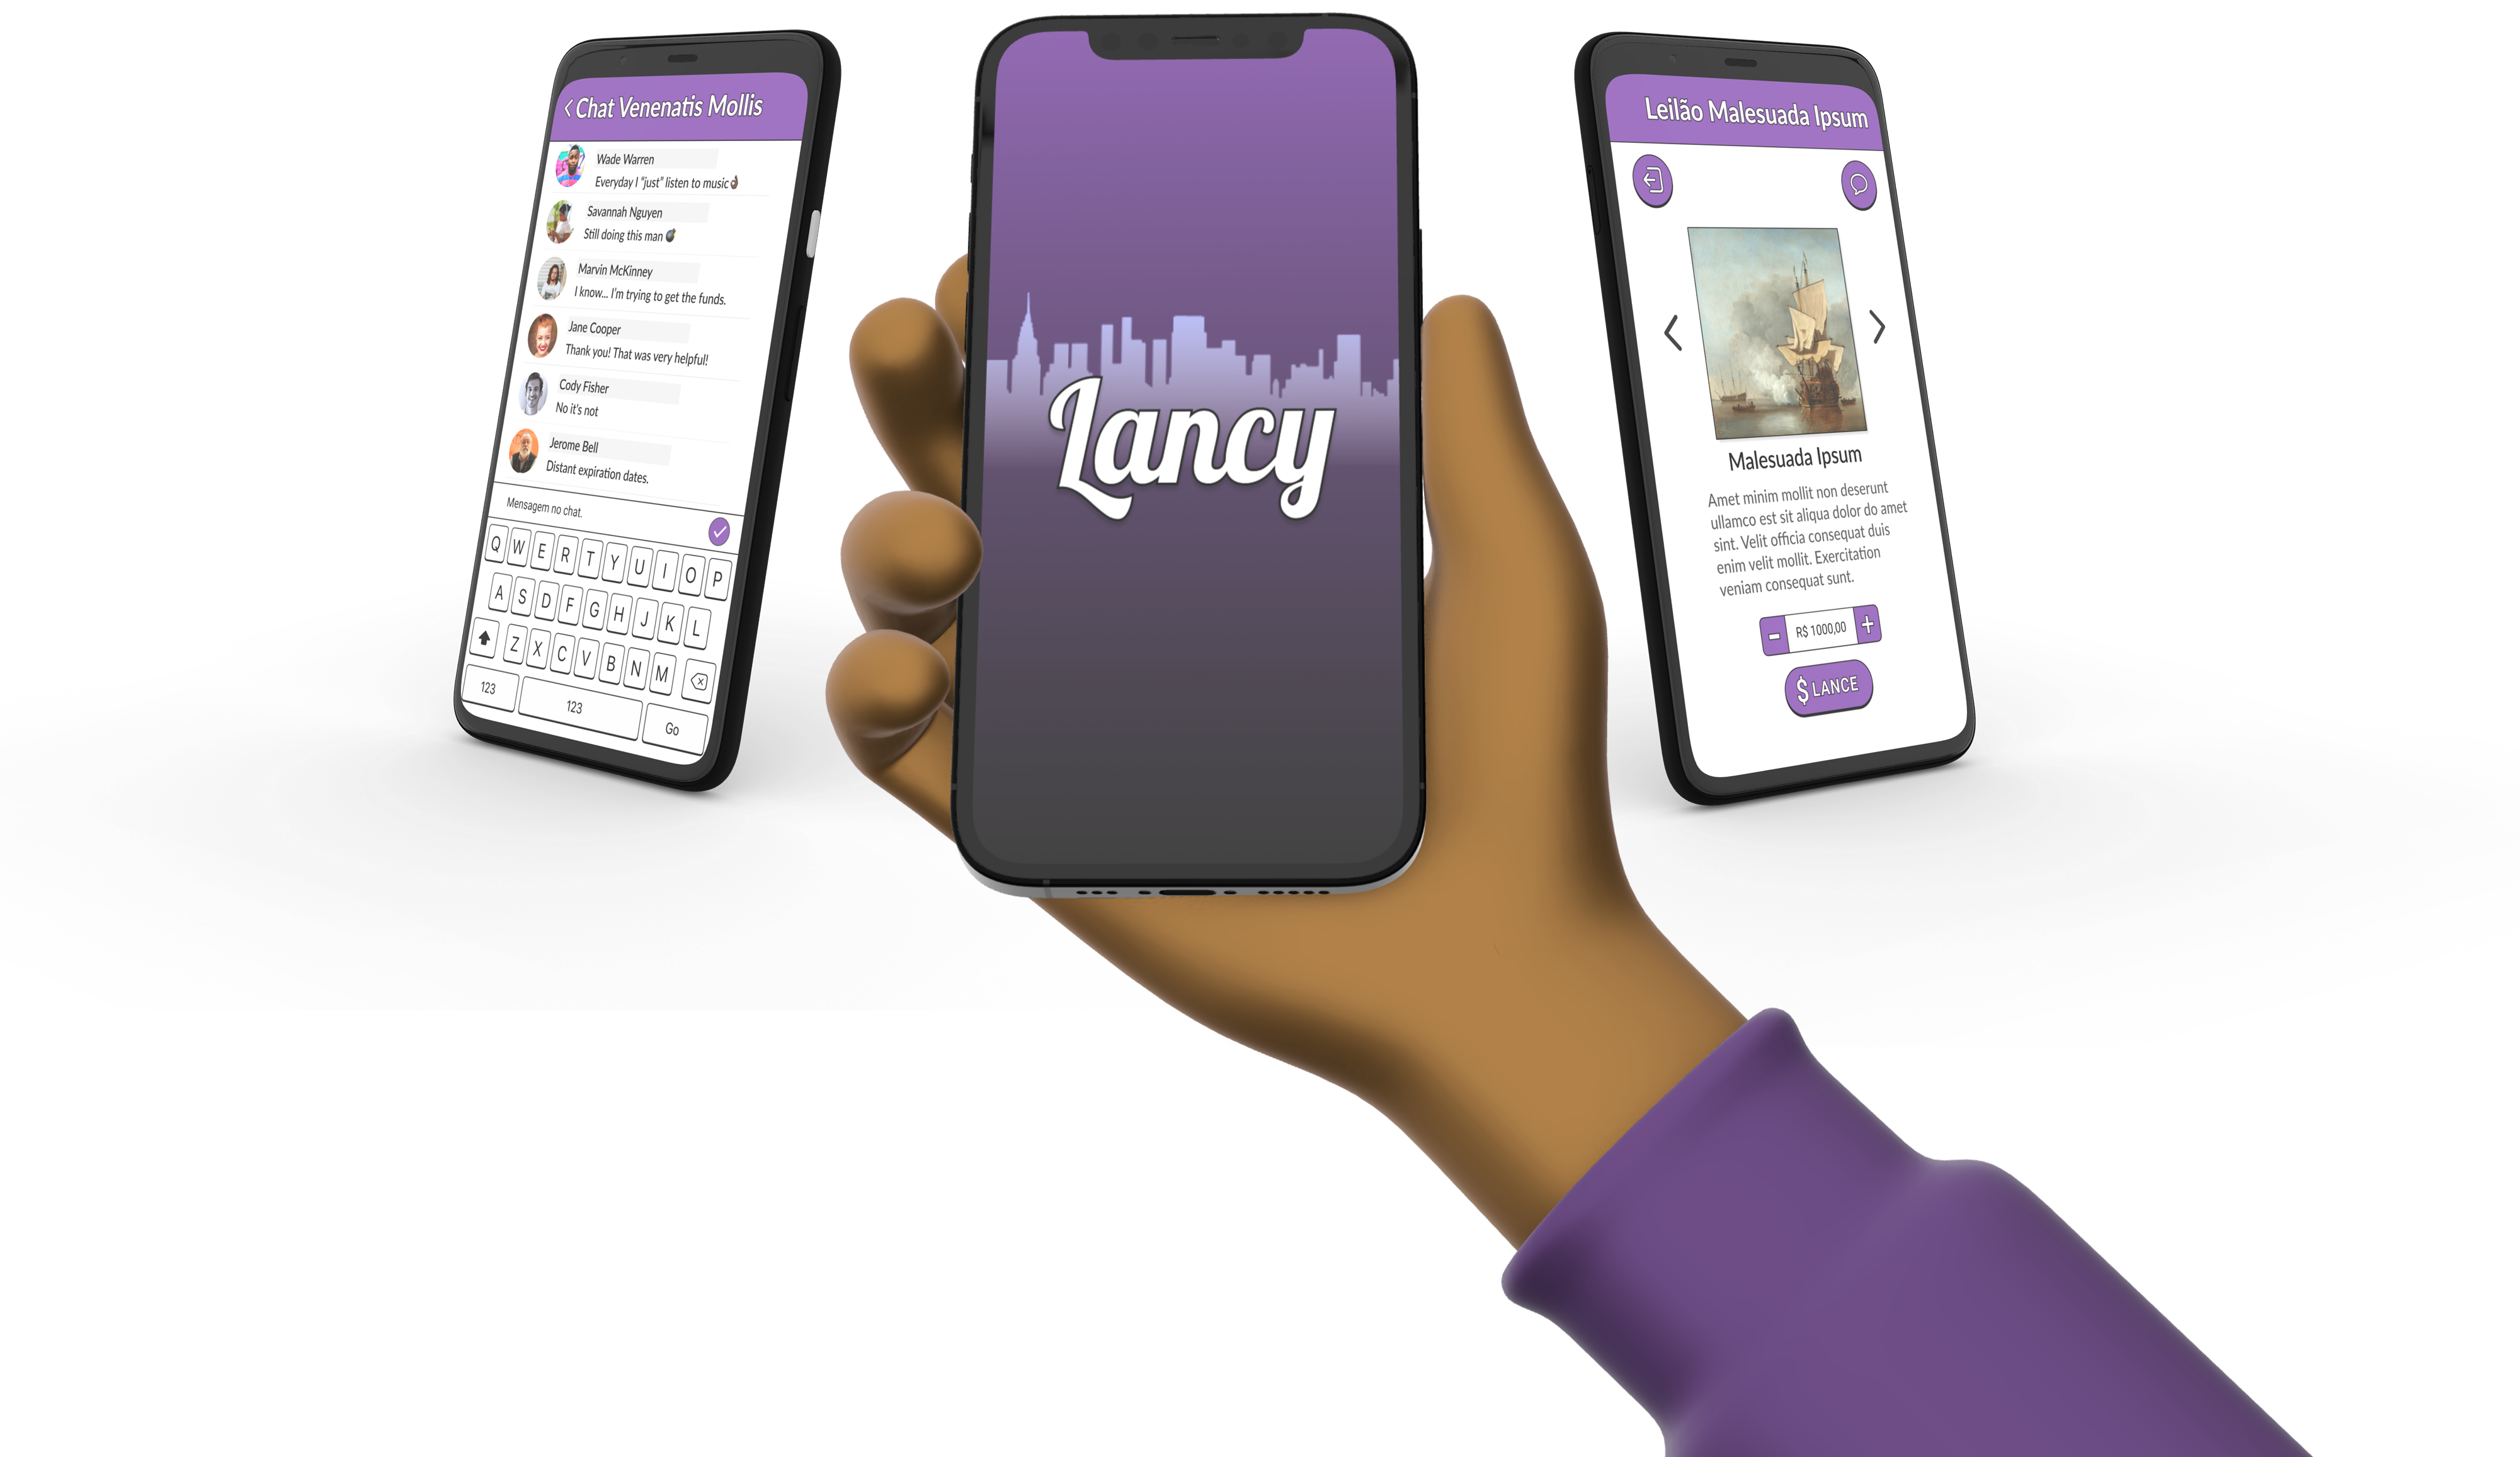 Chat Venenatis Mollis
Wade Warren
Everyday I “just” listen to music👌🏿
Savannah Nguyen
Still doing this man 💣
Marvin McKinney
I know... I'm trying to get the funds.
Jane Cooper
Thank you! That was very helpful!
Cody Fisher
No it's not
Jerome Bell
Distant expiration dates.
Mensagem no chat.
Q W E R T Y U I O P
A S D F G H J K L
Z X C V B N M
123 123 Go
Lancy
Leilão Malesuada Ipsum
Malesuada Ipsum
Amet minim mollit non deserunt
ullamco est sit aliqua dolor do amet
sint. Velit officia consequat duis
enim velit mollit. Exercitation
veniam consequat sunt.
- R$ 1000,00 +
$ LANCE